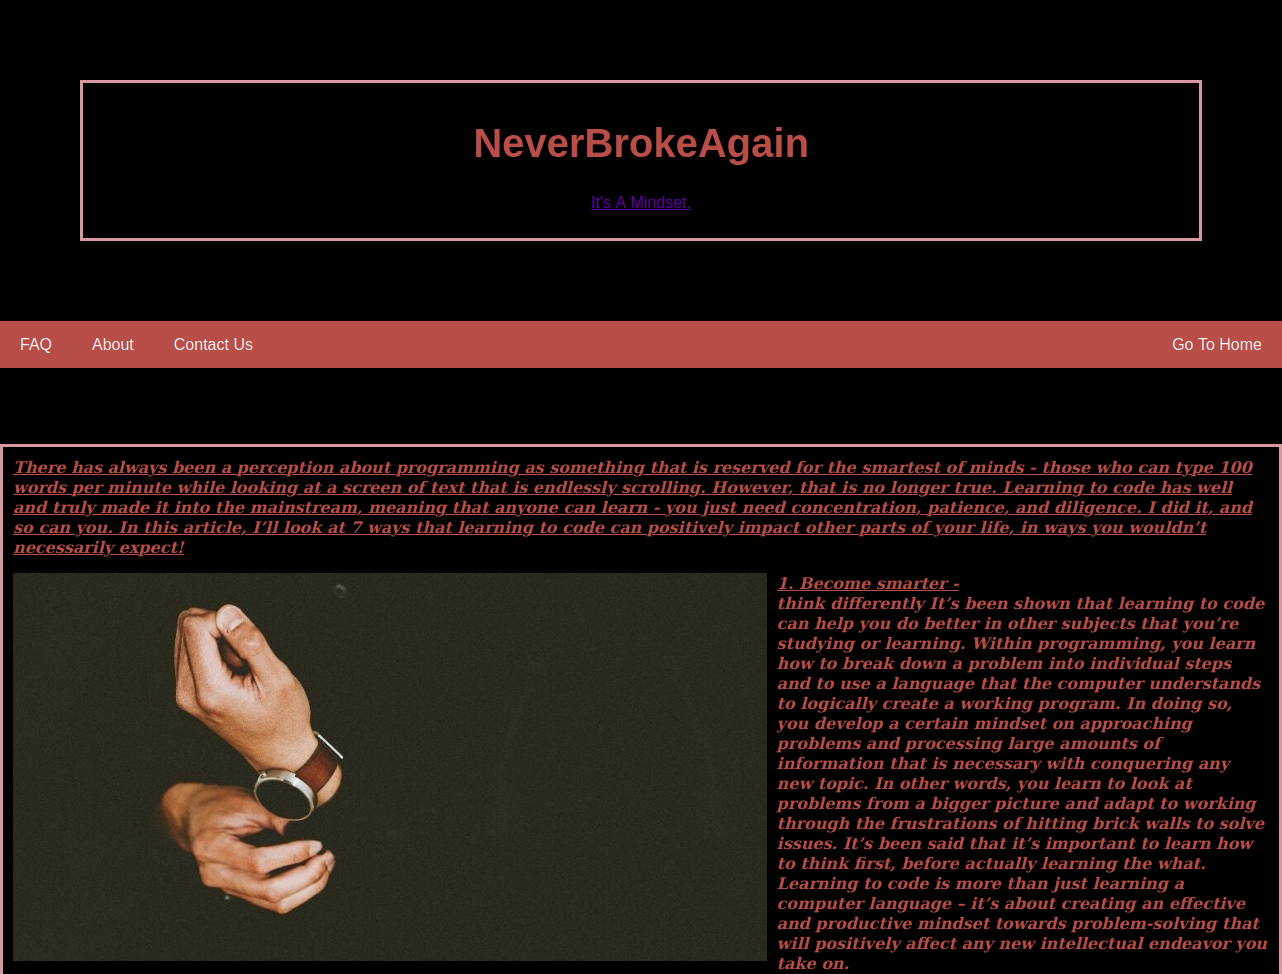 NeverBrokeAgain
It's A Mindset.
FAQ About Contact Us Go To Home
There has always been a perception about programming as something that is reserved for the smartest of minds - those who can type 100
words per minute while looking at a screen of text that is endlessly scrolling. However, that is no longer true. Learning to code has well
and truly made it into the mainstream, meaning that anyone can learn - you just need concentration, patience, and diligence. I did it, and
so can you. In this article, I’ll look at 7 ways that learning to code can positively impact other parts of your life, in ways you wouldn’t
necessarily expect!
1. Become smarter -
think differently It’s been shown that learning to code
can help you do better in other subjects that you’re
studying or learning. Within programming, you learn
how to break down a problem into individual steps
and to use a language that the computer understands
to logically create a working program. In doing so,
you develop a certain mindset on approaching
problems and processing large amounts of
information that is necessary with conquering any
new topic. In other words, you learn to look at
problems from a bigger picture and adapt to working
through the frustrations of hitting brick walls to solve
issues. It’s been said that it’s important to learn how
to think first, before actually learning the what.
Learning to code is more than just learning a
computer language – it’s about creating an effective
and productive mindset towards problem-solving that
will positively affect any new intellectual endeavor you
take on.